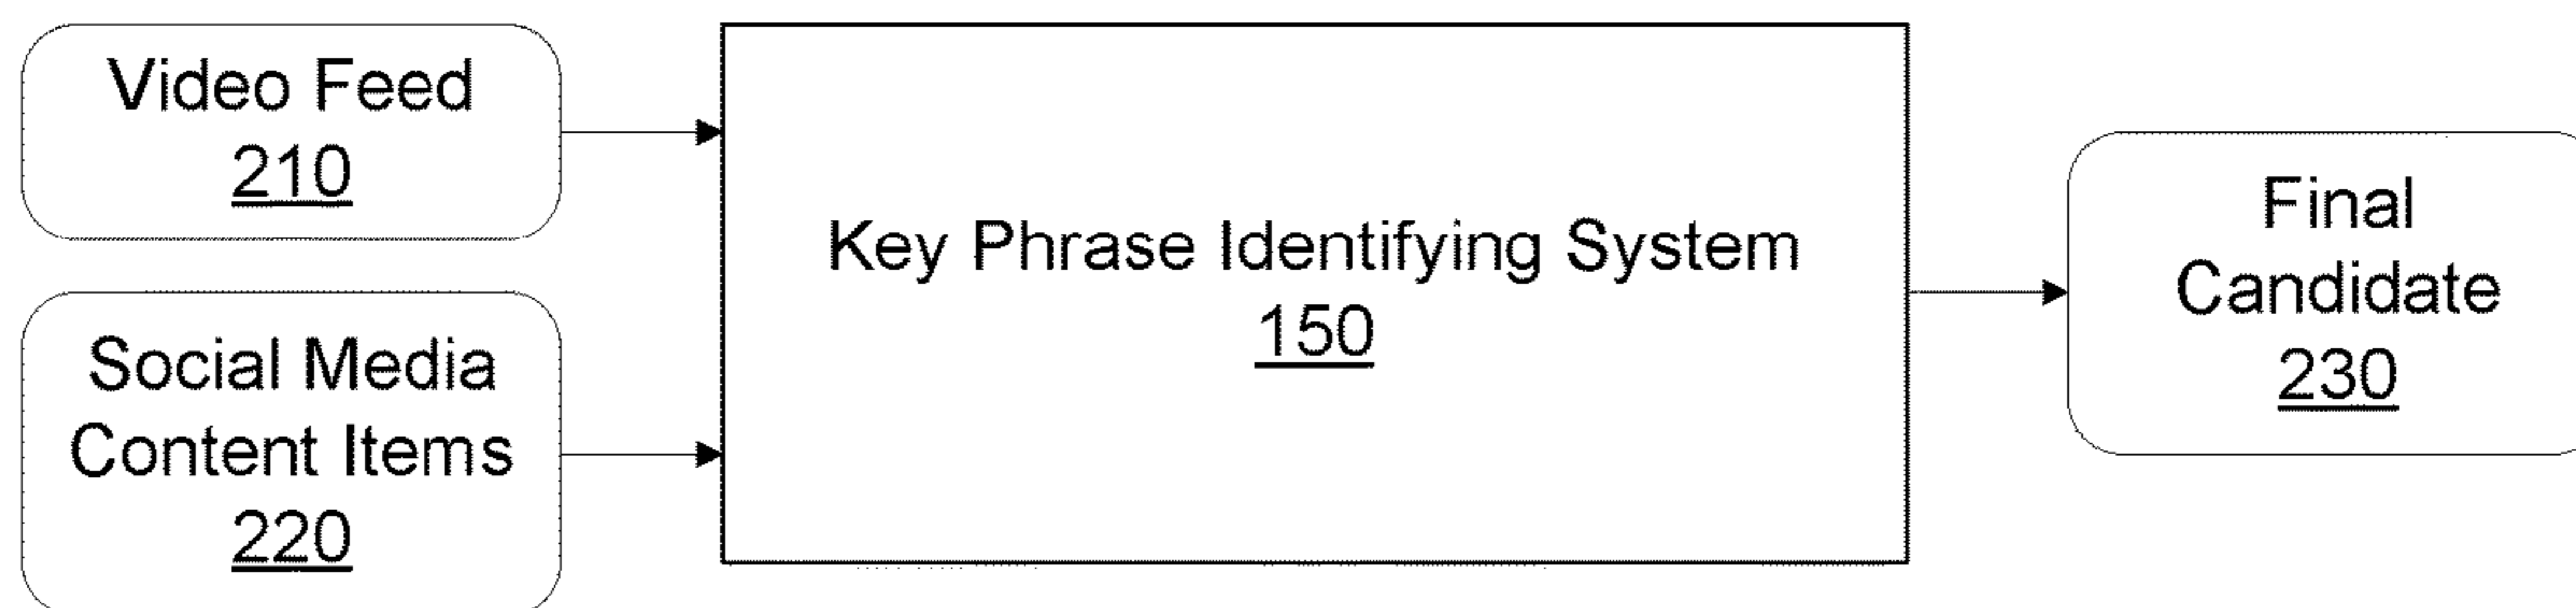 Video Feed
210
Social Media
Content Items
220
Key Phrase Identifying System
150
Final
Candidate
230